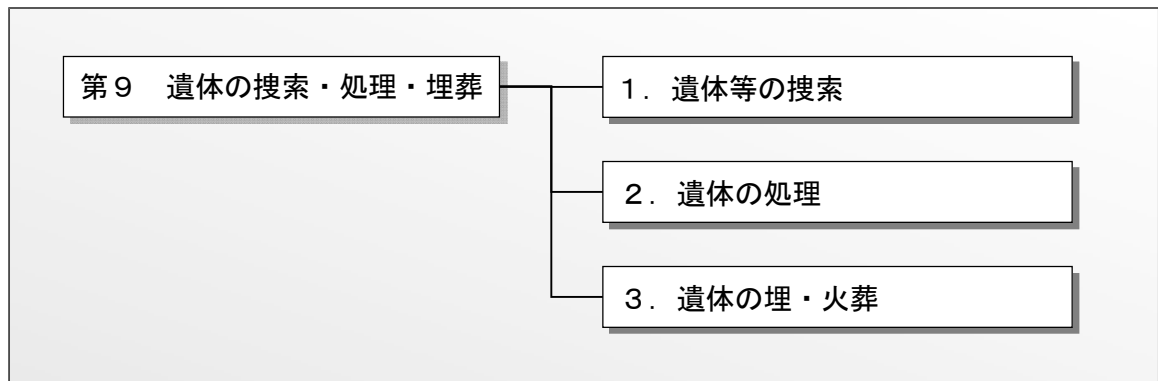 第９　遺体の捜索・処理・埋葬
１．遺体等の捜索
２．遺体の処理
３．遺体の埋・火葬